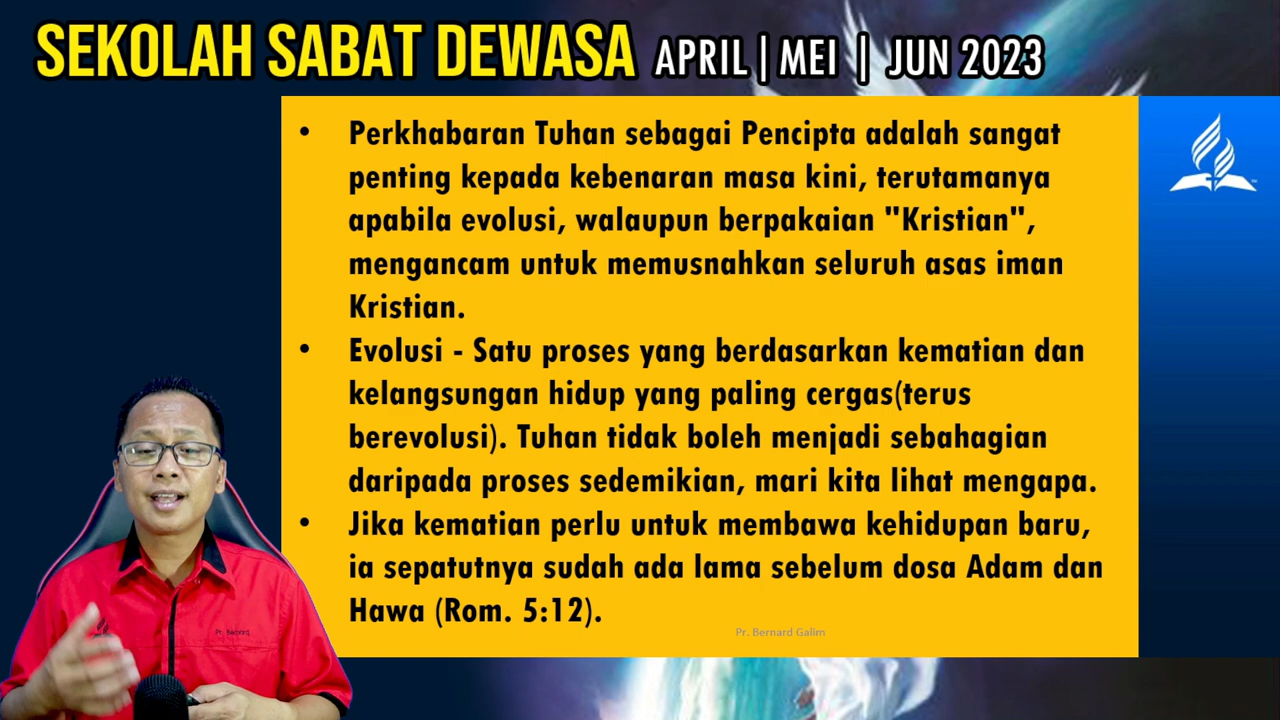 SEKOLAH SABAT DEWASA APRIL | MEI | JUN 2023
• Perkhabaran Tuhan sebagai Pencipta adalah sangat
penting kepada kebenaran masa kini, terutamanya
apabila evolusi, walaupun berpakaian "Kristian",
mengancam untuk memusnahkan seluruh asas iman
Kristian.
• Evolusi - Satu proses yang berdasarkan kematian dan
kelangsungan hidup yang paling cergas(terus
berevolusi). Tuhan tidak boleh menjadi sebahagian
daripada proses sedemikian, mari kita lihat mengapa.
• Jika kematian perlu untuk membawa kehidupan baru,
ia sepatutnya sudah ada lama sebelum dosa Adam dan
Hawa (Rom. 5:12).
Pr. Bernard Galim
Pr. Bernard